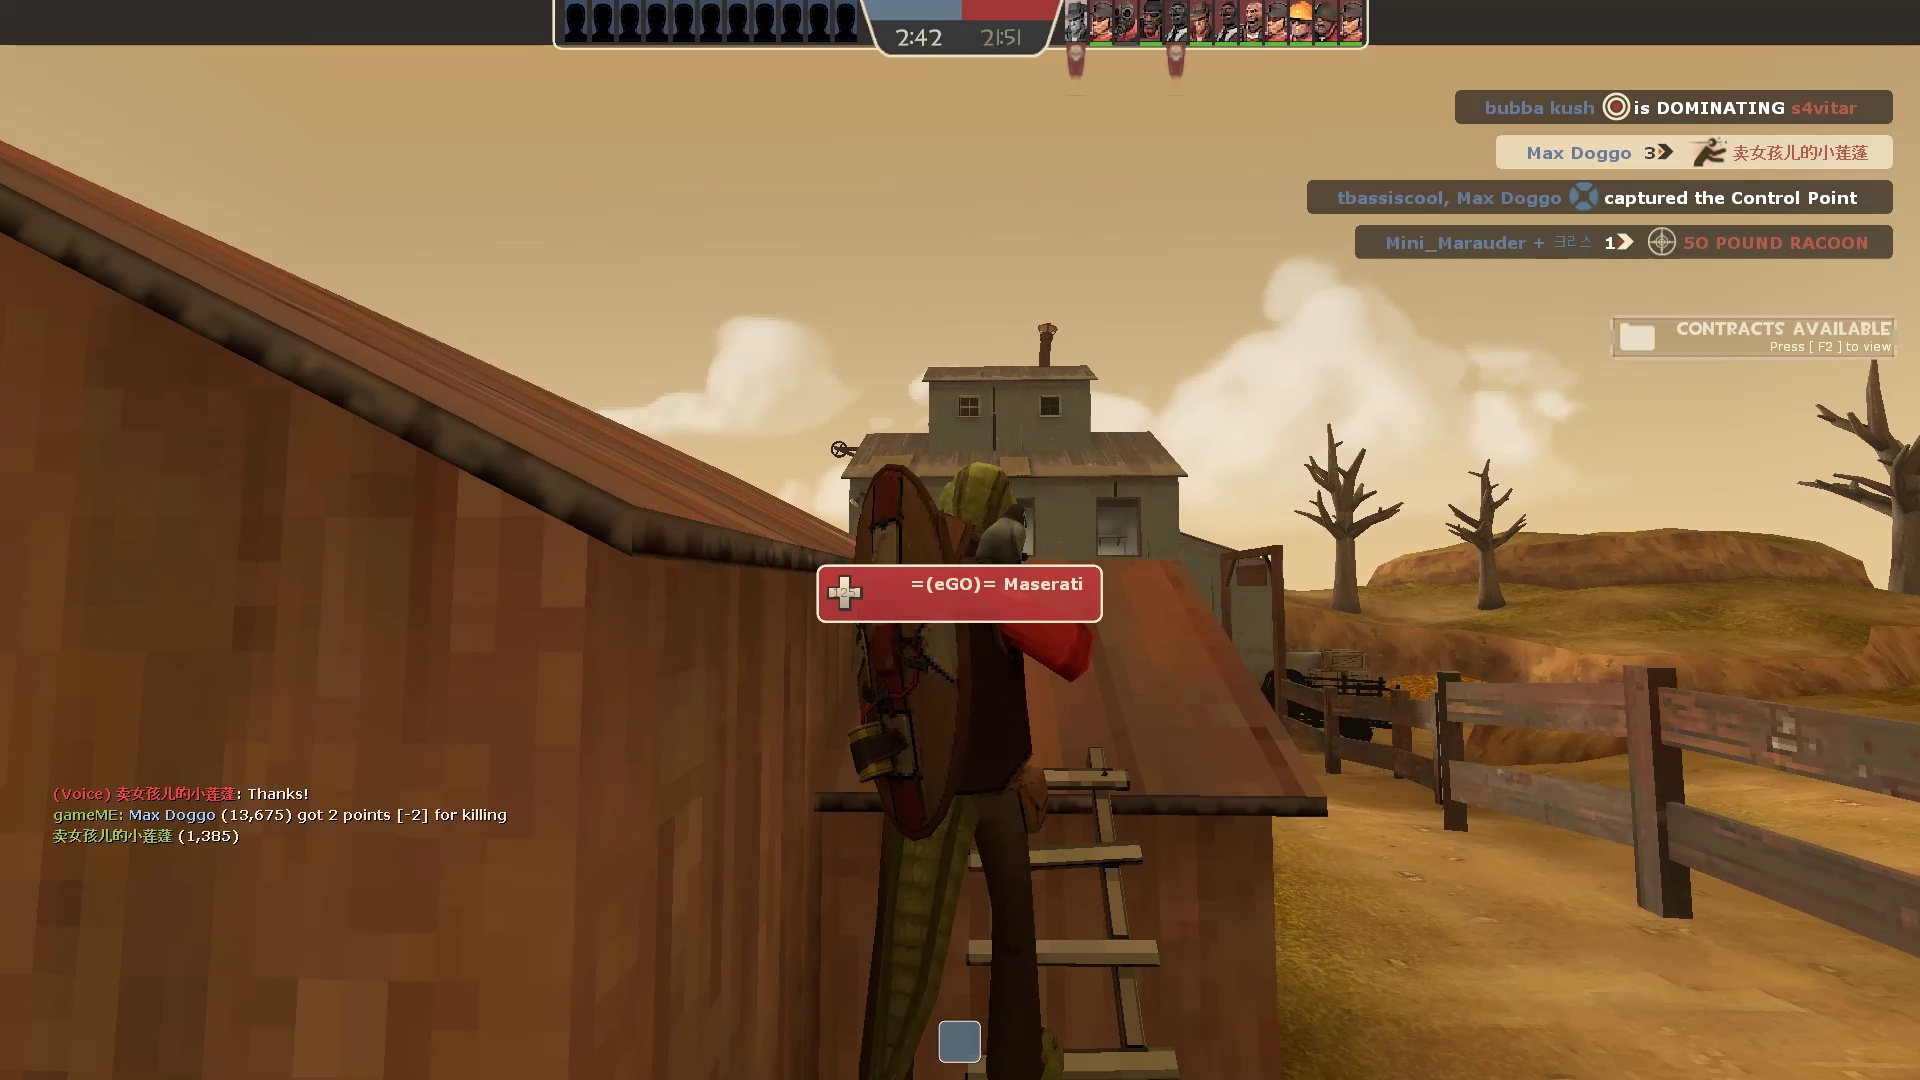 2:42 21:51
bubba kush is DOMINATING s4vitar
Max Doggo 3 卖女孩儿的小莲蓬
tbassiscool, Max Doggo captured the Control Point
Mini_Marauder + 크리스 1 50 POUND RACOON
CONTRACTS AVAILABLE
Press [ F2 ] to view
125 =(eGO)= Maserati
(Voice) 卖女孩儿的小莲蓬: Thanks!
gameME: Max Doggo (13,675) got 2 points [-2] for killing
卖女孩儿的小莲蓬 (1,385)